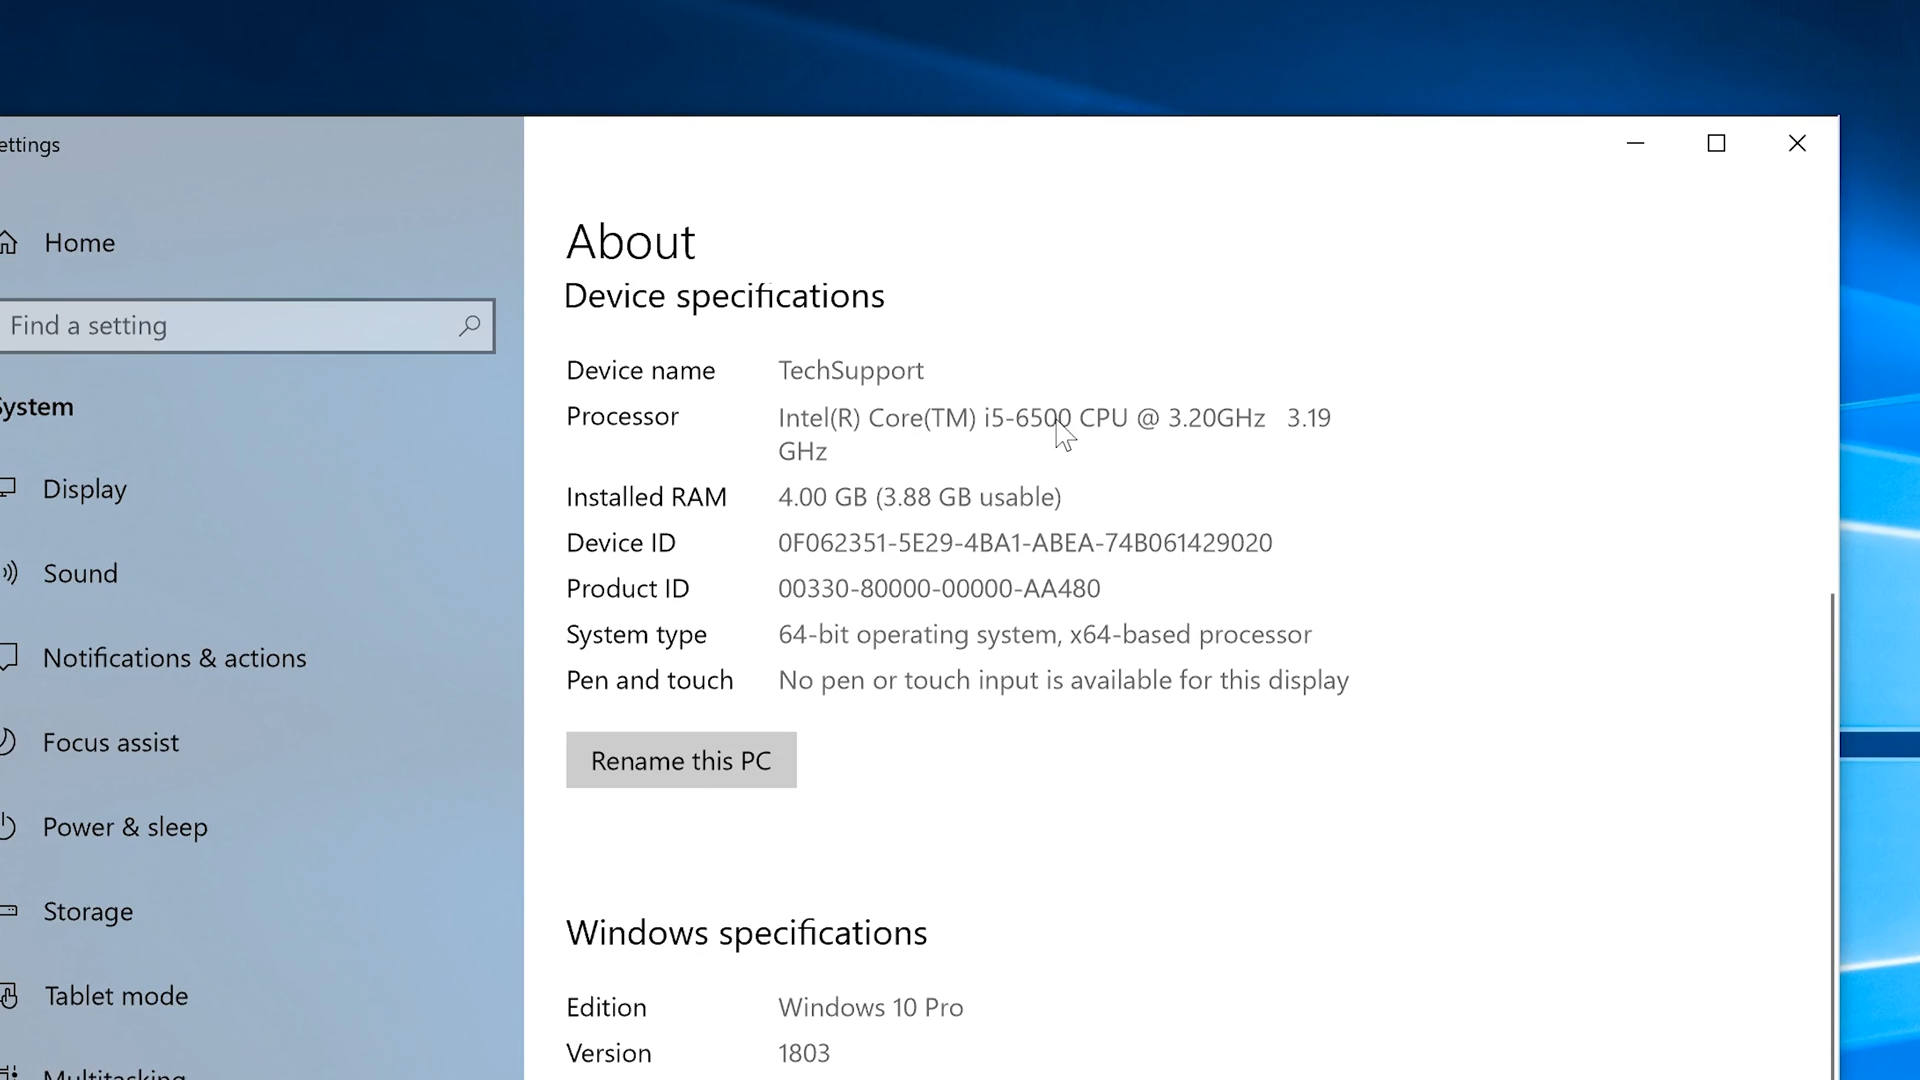 ettings
Home
Find a setting
System
Display
Sound
Notifications & actions
Focus assist
Power & sleep
Storage
Tablet mode
Multitasking
About
Device specifications
Device name TechSupport
Processor Intel(R) Core(TM) i5-6500 CPU @ 3.20GHz 3.19
GHz
Installed RAM 4.00 GB (3.88 GB usable)
Device ID 0F062351-5E29-4BA1-ABEA-74B061429020
Product ID 00330-80000-00000-AA480
System type 64-bit operating system, x64-based processor
Pen and touch No pen or touch input is available for this display
Rename this PC
Windows specifications
Edition Windows 10 Pro
Version 1803